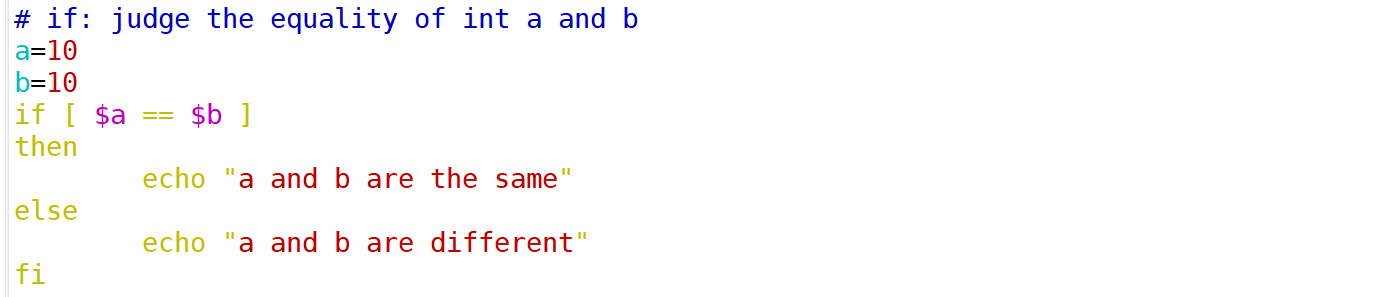 # if: judge the equality of int a and b
a=10
b=10
if [ $a == $b ]
then
        echo "a and b are the same"
else
        echo "a and b are different"
fi